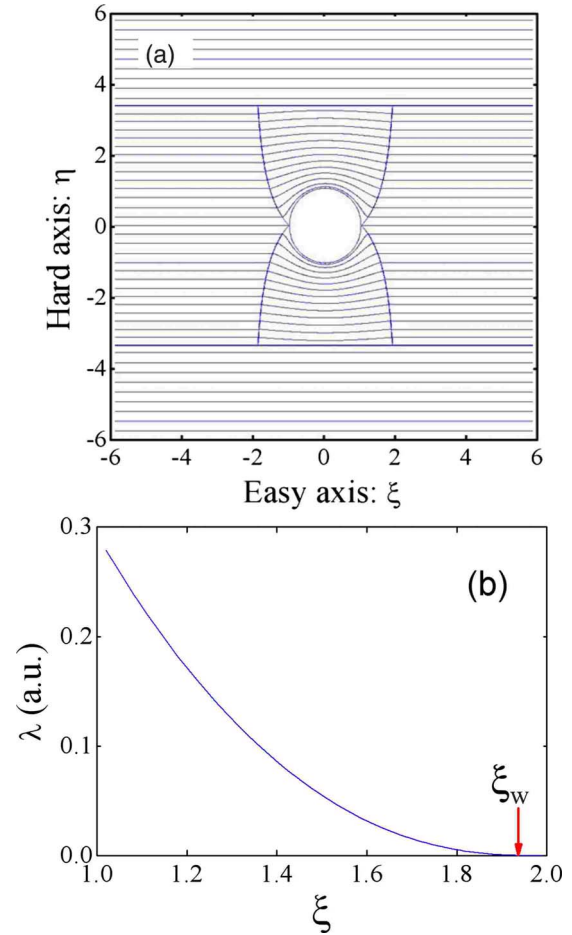 (a)
6
4
2
0
-2
-4
-6
Hard axis: η
-6 -4 -2 0 2 4 6
Easy axis: ξ
(b)
0.3
0.2
0.1
0.0
λ (a.u.)
ξw
1.0 1.2 1.4 1.6 1.8 2.0
ξ